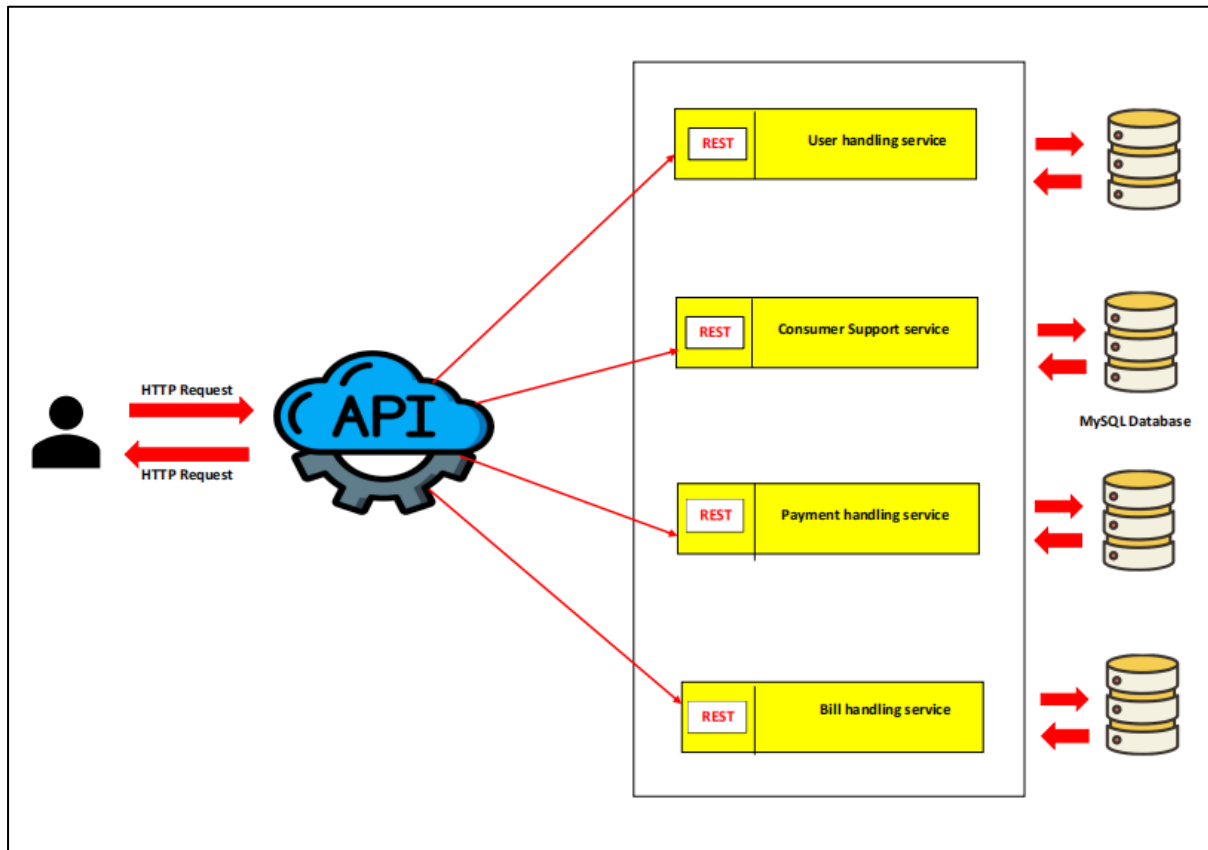 REST
User handling service
REST
Consumer Support service
HTTP Request
API
HTTP Request
MySQL Database
REST
Payment handling service
REST
Bill handling service